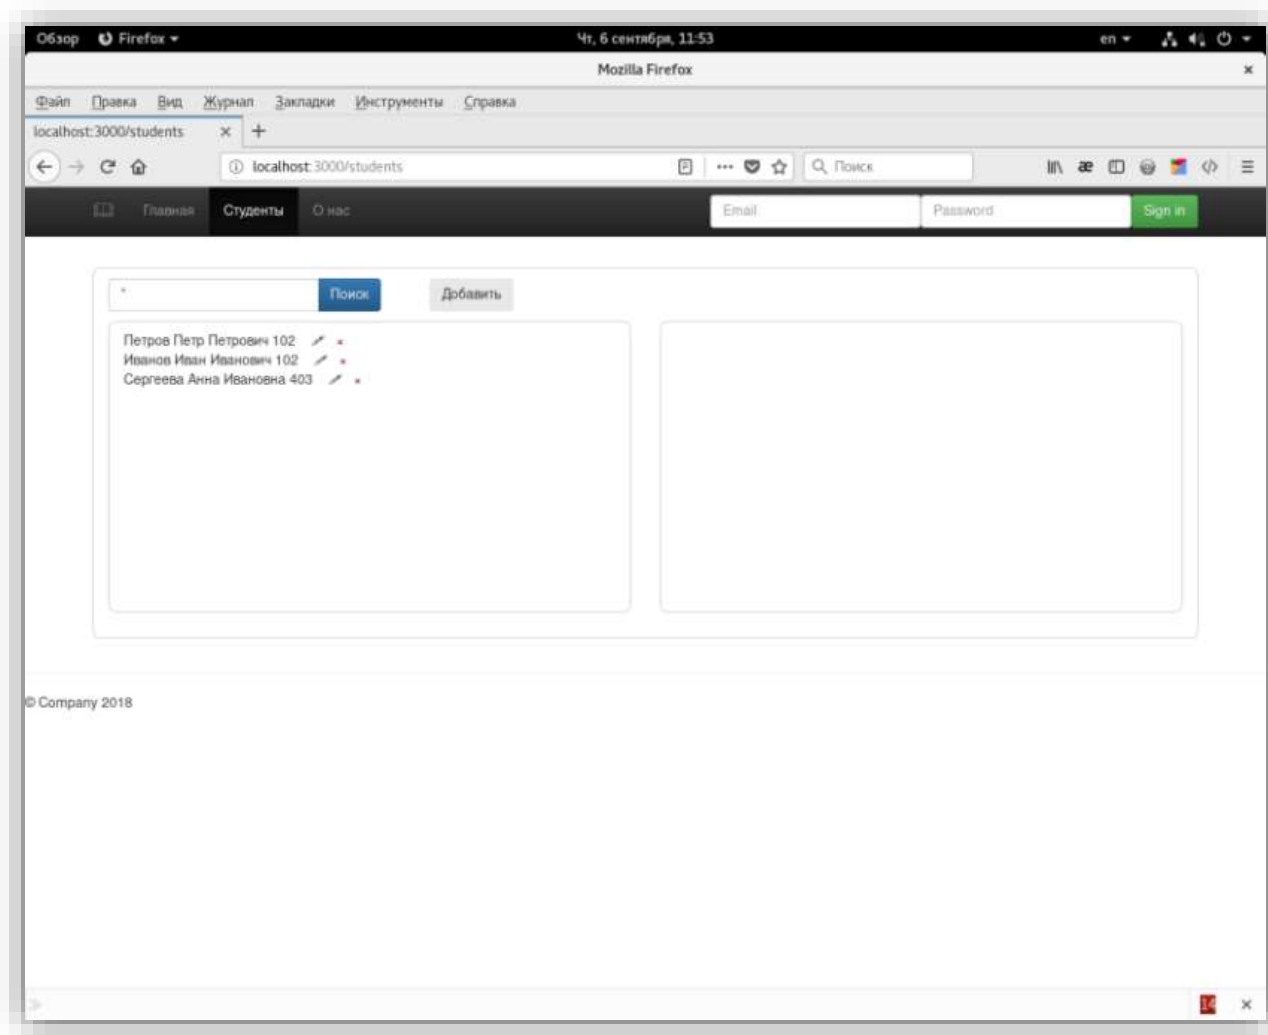 Обзор Firefox Чт, 6 сентября, 11:53 en
Mozilla Firefox
Файл Правка Вид Журнал Закладки Инструменты Справка
localhost:3000/students
localhost:3000/students Поиск
Главная Студенты О нас Email Password Sign in
* Поиск Добавить
Петров Петр Петрович 102
Иванов Иван Иванович 102
Сергеева Анна Ивановна 403
© Company 2018
14